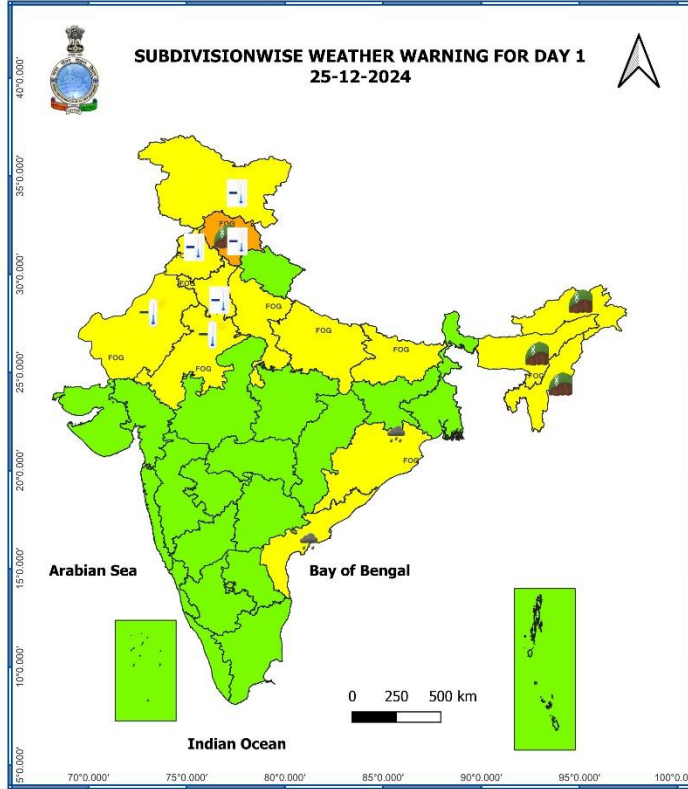 SUBDIVISIONWISE WEATHER WARNING FOR DAY 1
25-12-2024
40°0.000'
35°0.000'
30°0.000'
25°0.000'
20°0.000'
15°0.000'
10°0.000'
5°0.000'
FOG
FOG
FOG
FOG
FOG
FOG
FOG
FOG
FOG
Arabian Sea
Bay of Bengal
0 250 500 km
Indian Ocean
70°0.000' 75°0.000' 80°0.000' 85°0.000' 90°0.000' 95°0.000' 100°0.000'